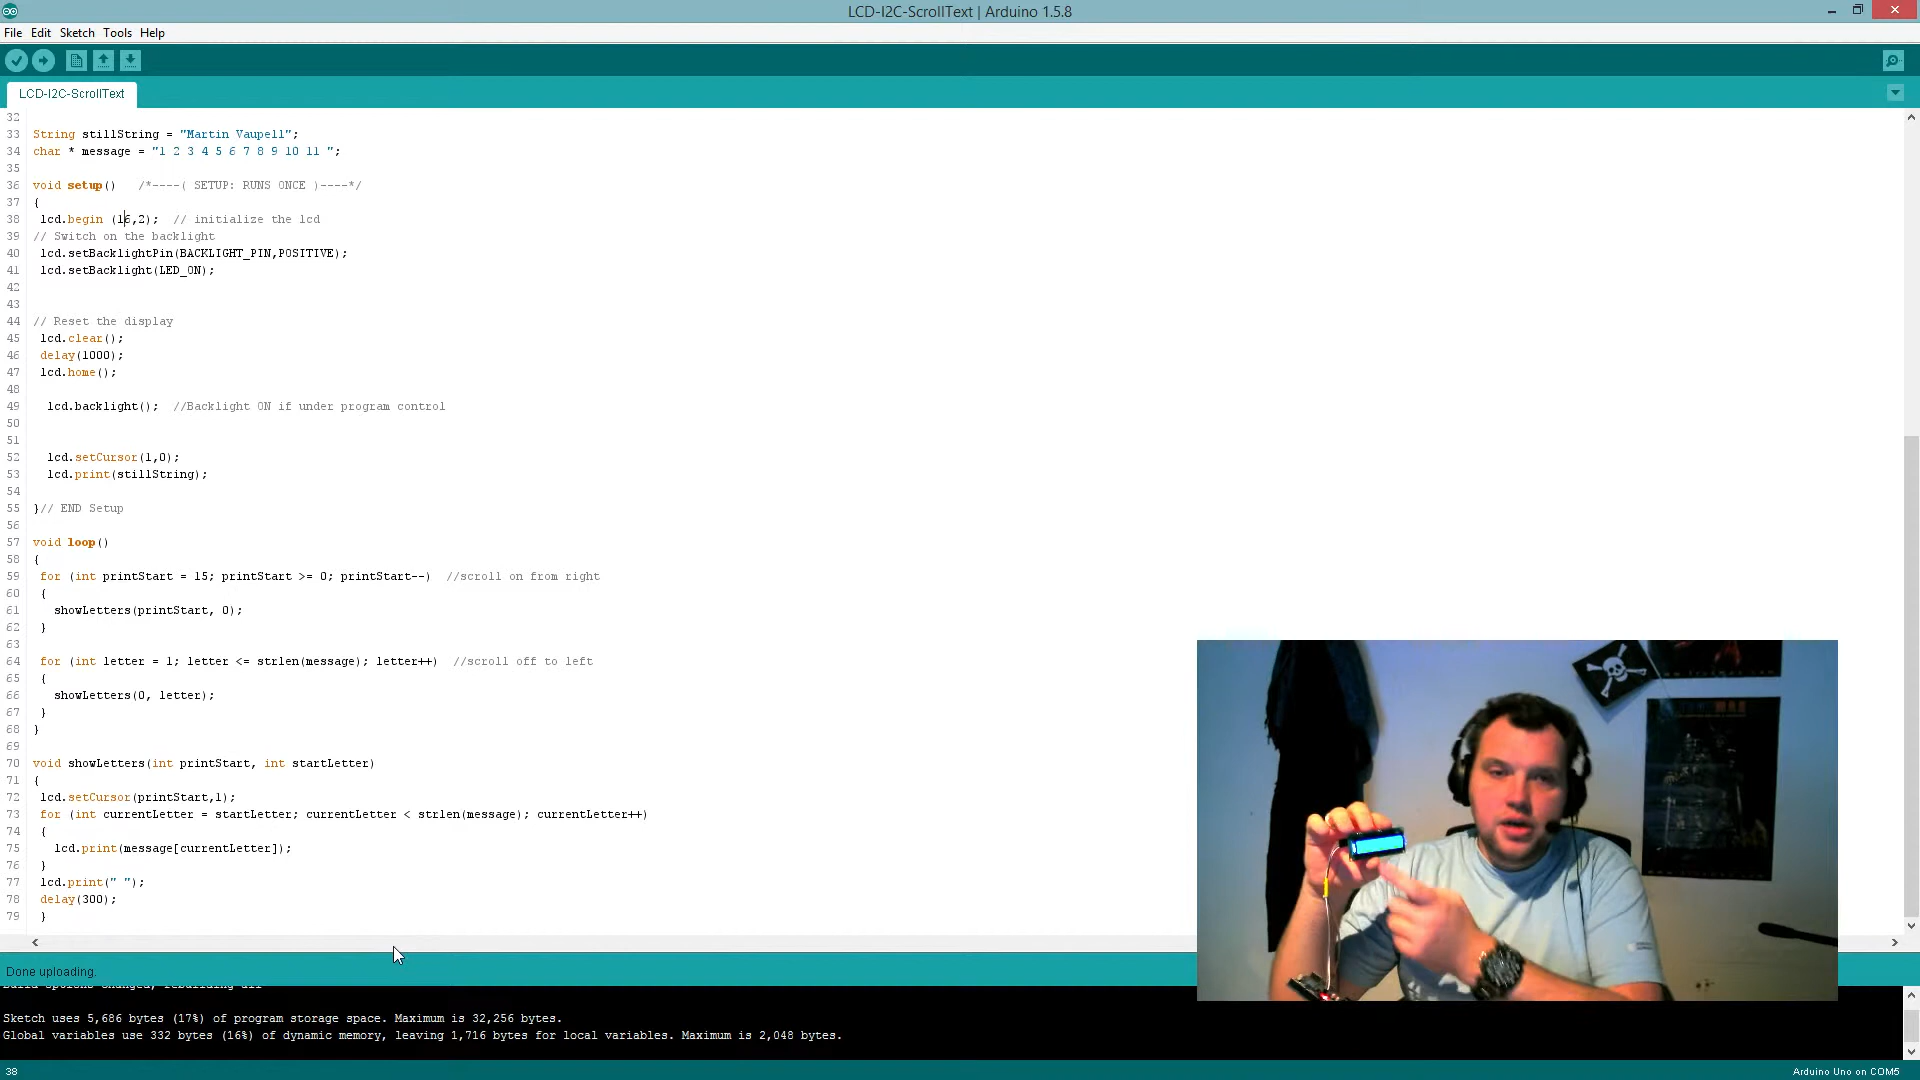 LCD-I2C-ScrollText | Arduino 1.5.8
File Edit Sketch Tools Help
LCD-I2C-ScrollText
32
33 String stillString = "Martin Vaupell";
34 char * message = "1 2 3 4 5 6 7 8 9 10 11 ";
35
36 void setup() /*----( SETUP: RUNS ONCE )----*/
37 {
38 lcd.begin (16,2); // initialize the lcd
39 // Switch on the backlight
40 lcd.setBacklightPin(BACKLIGHT_PIN,POSITIVE);
41 lcd.setBacklight(LED_ON);
42
43
44 // Reset the display
45 lcd.clear();
46 delay(1000);
47 lcd.home();
48
49 lcd.backlight(); //Backlight ON if under program control
50
51
52 lcd.setCursor(1,0);
53 lcd.print(stillString);
54
55 }// END Setup
56
57 void loop()
58 {
59 for (int printStart = 15; printStart >= 0; printStart--) //scroll on from right
60 {
61 showLetters(printStart, 0);
62 }
63
64 for (int letter = 1; letter <= strlen(message); letter++) //scroll off to left
65 {
66 showLetters(0, letter);
67 }
68 }
69
70 void showLetters(int printStart, int startLetter)
71 {
72 lcd.setCursor(printStart,1);
73 for (int currentLetter = startLetter; currentLetter < strlen(message); currentLetter++)
74 {
75 lcd.print(message[currentLetter]);
76 }
77 lcd.print(" ");
78 delay(300);
79 }
Done uploading.
Build options changed, rebuilding all
Sketch uses 5,686 bytes (17%) of program storage space. Maximum is 32,256 bytes.
Global variables use 332 bytes (16%) of dynamic memory, leaving 1,716 bytes for local variables. Maximum is 2,048 bytes.
38
Arduino Uno on COM5